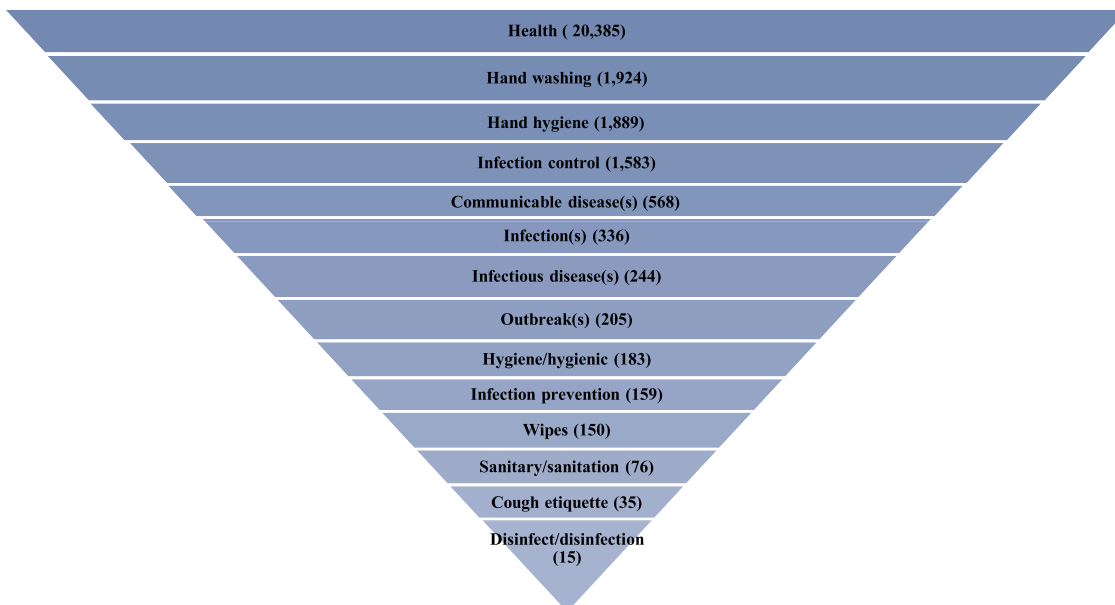 Health ( 20,385)
Hand washing (1,924)
Hand hygiene (1,889)
Infection control (1,583)
Communicable disease(s) (568)
Infection(s) (336)
Infectious disease(s) (244)
Outbreak(s) (205)
Hygiene/hygienic (183)
Infection prevention (159)
Wipes (150)
Sanitary/sanitation (76)
Cough etiquette (35)
Disinfect/disinfection
(15)